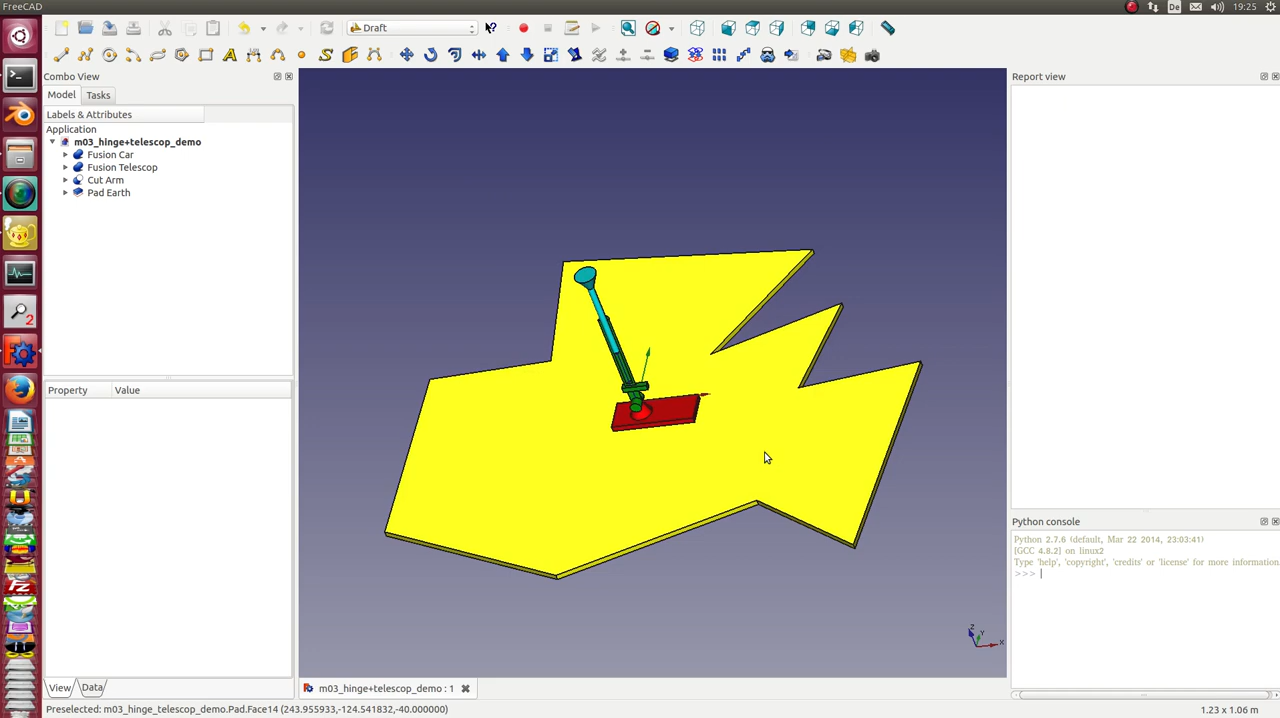 FreeCAD
De
19:25
Draft
Combo View
Report view
Model
Tasks
Labels & Attributes
Application
m03_hinge+telescop_demo
Fusion Car
Fusion Telescop
Cut Arm
Pad Earth
Property
Value
Python console
Python 2.7.6 (default, Mar 22 2014, 23:03:41)
[GCC 4.8.2] on linux2
Type 'help', 'copyright', 'credits' or 'license' for more information.
>>>
Z
Y
X
2
View
Data
m03_hinge+telescop_demo : 1
Preselected: m03_hinge_telescop_demo.Pad.Face14 (243.955933,-124.541832,-40.000000)
1.23 x 1.06 m